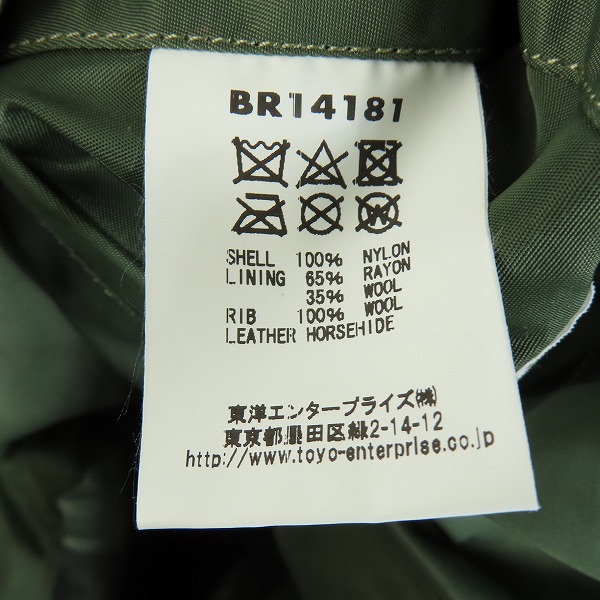 BR14181
SHELL 100% NYLON
LINING 65% RAYON
35% WOOL
RIB 100% WOOL
LEATHER HORSEHIDE
東洋エンタープライズ㈱
東京都墨田区緑2-14-12
http://www.toyo-enterprise.co.jp